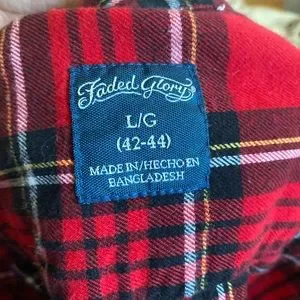 Faded Glory
L/G
(42-44)
MADE IN/HECHO EN
BANGLADESH